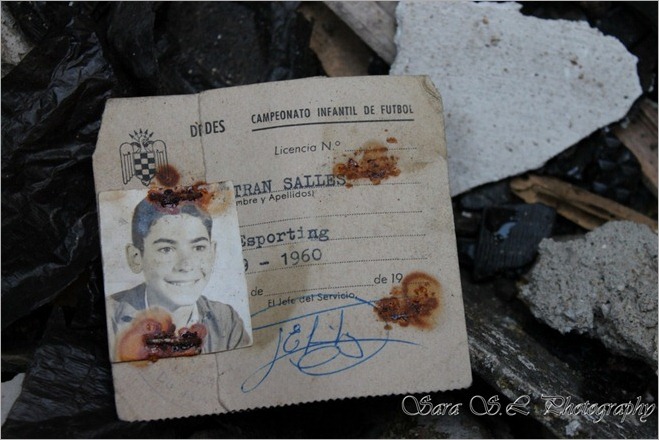 DEDES
CAMPEONATO INFANTIL DE FUTBOL
Licencia N.º
TRAN SALLES
mbre y Apellidos)
Esporting
9 - 1960
de de 19
El Jefe del Servicio,
Sara S.L Photography